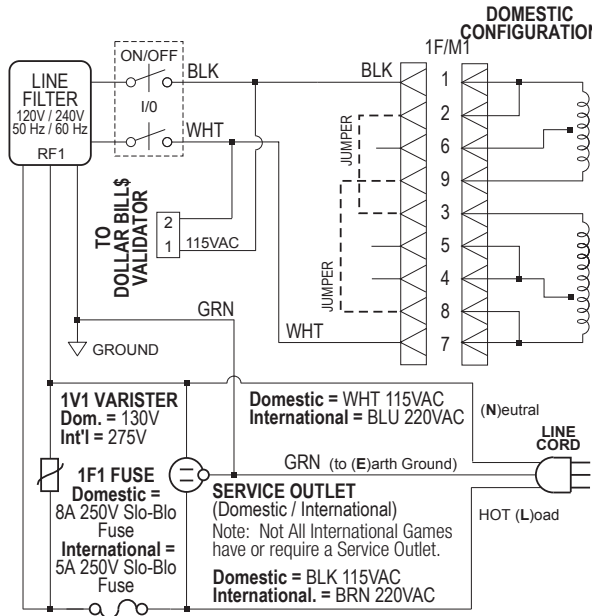 DOMESTIC
CONFIGURATION
1F/M1
ON/OFF
I/0
LINE
FILTER
120V / 240V
50 Hz / 60 Hz
RF1
BLK
WHT
BLK
1
2
6
9
3
5
4
8
7
JUMPER
JUMPER
TO
DOLLAR BILL$
VALIDATOR
2
1
115VAC
GRN
WHT
GROUND
1V1 VARISTER
Dom. = 130V
Int'l = 275V
Domestic = WHT 115VAC
International = BLU 220VAC
(N)eutral
LINE
CORD
GRN (to (E)arth Ground)
1F1 FUSE
Domestic =
8A 250V Slo-Blo
Fuse
International =
5A 250V Slo-Blo
Fuse
SERVICE OUTLET
(Domestic / International)
Note: Not All International Games
have or require a Service Outlet.
HOT (L)oad
Domestic = BLK 115VAC
International. = BRN 220VAC